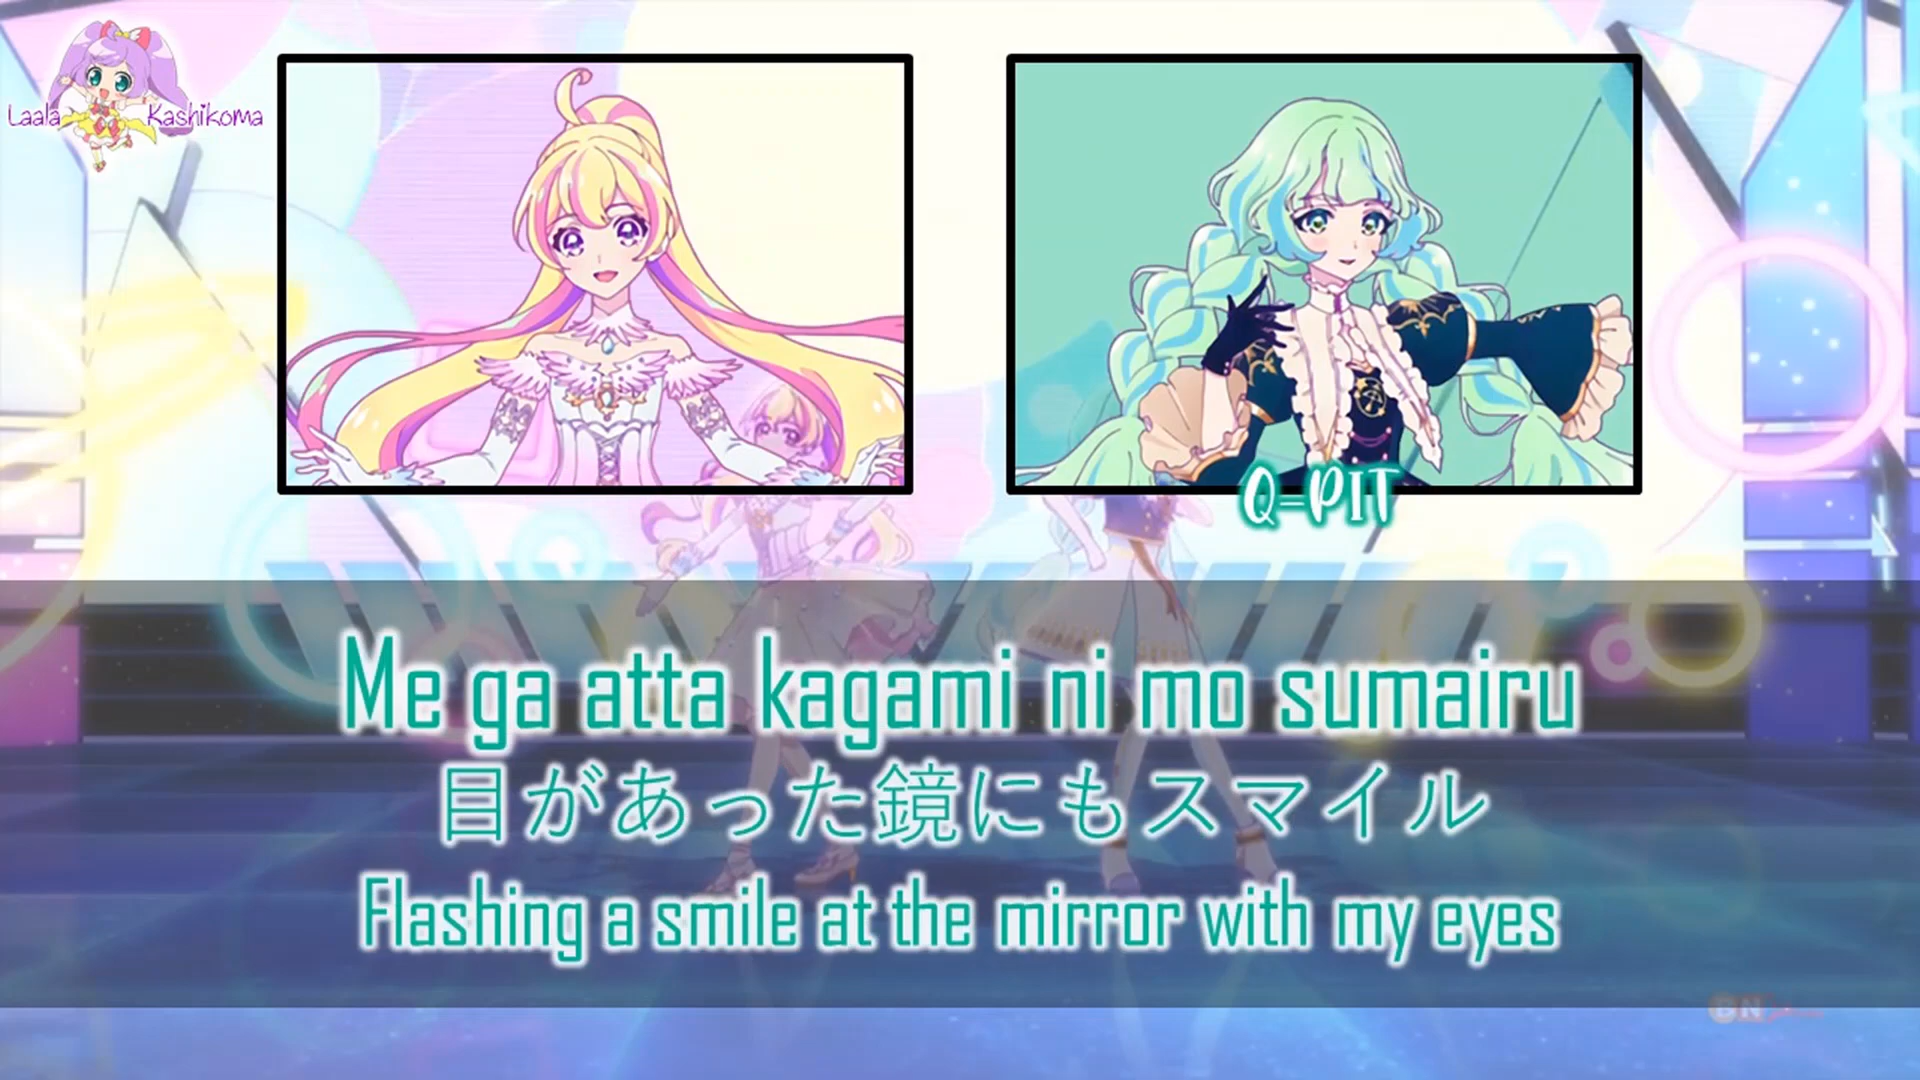 Laala Kashikoma
Q-PIT
Me ga atta kagami ni mo sumairu
目があった鏡にもスマイル
Flashing a smile at the mirror with my eyes
BN